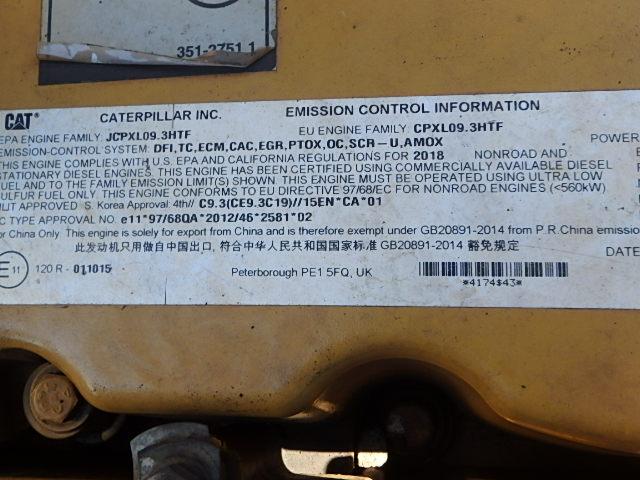 351-2751 1
CAT CATERPILLAR INC. EMISSION CONTROL INFORMATION
EPA ENGINE FAMILY: JCPXL09.3HTF EU ENGINE FAMILY: CPXL09.3HTF
EMISSION-CONTROL SYSTEM: DFI,TC,ECM,CAC,EGR,PTOX,OC,SCR-U,AMOX POWER
THIS ENGINE COMPLIES WITH U.S. EPA AND CALIFORNIA REGULATIONS FOR 2018 NONROAD AND
STATIONARY DIESEL ENGINES. THIS ENGINE IS CERTIFIED USING COMMERCIALLY AVAILABLE DIESEL
FUEL AND TO THE FAMILY EMISSION LIMIT(S) SHOWN. THIS ENGINE MUST BE OPERATED USING ULTRA LOW
SULFUR FUEL ONLY. THIS ENGINE CONFORMS TO EU DIRECTIVE 97/68/EC FOR NONROAD ENGINES (<560kW)
MLIT APPROVED S. Korea Approval: 4th// C9.3(CE9.3C19)//15EN*CA*01
EC TYPE APPROVAL NO. e11*97/68QA*2012/46*2581*02
For China Only. This engine is solely for export from China and is therefore exempt under GB20891-2014 from P.R.China emission
此发动机只用做自中国出口, 符合中华人民共和国国家标准 GB20891-2014 豁免规定
DATE
E 11 120 R - 011015 Peterborough PE1 5FQ, UK
*4174$43*